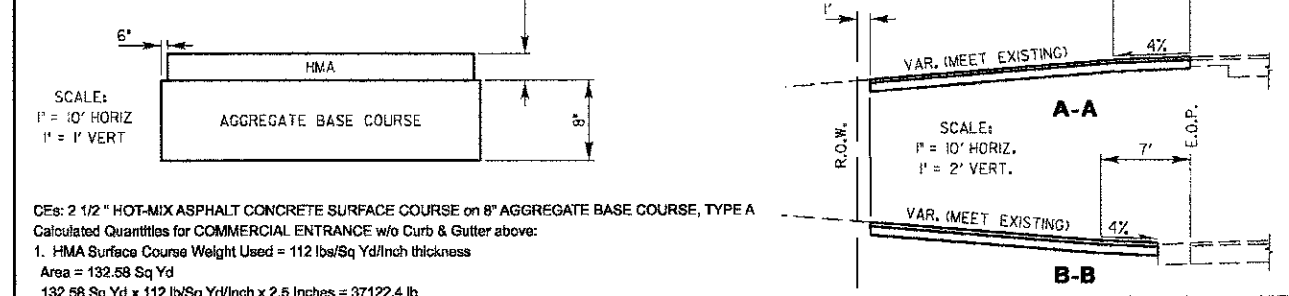 6"
HMA
SCALE:
1" = 10' HORIZ
1" = 1' VERT
AGGREGATE BASE COURSE
8"
CEs: 2 1/2 " HOT-MIX ASPHALT CONCRETE SURFACE COURSE on 8" AGGREGATE BASE COURSE, TYPE A
Calculated Quantities for COMMERCIAL ENTRANCE w/o Curb & Gutter above:
1. HMA Surface Course Weight Used = 112 lbs/Sq Yd/Inch thickness
Area = 132.58 Sq Yd
132.58 Sq Yd x 112 lb/Sq Yd/Inch x 2.5 Inches = 37122.4 lb
1'
VAR. (MEET EXISTING)
4%
A-A
SCALE:
1" = 10' HORIZ.
1" = 2' VERT.
R.O.W.
E.O.P.
7'
VAR. (MEET EXISTING)
4%
B-B